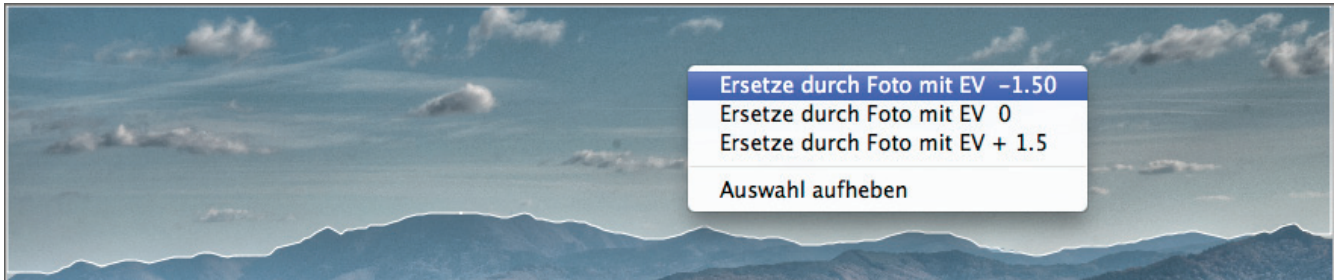 Ersetze durch Foto mit EV -1.50
Ersetze durch Foto mit EV 0
Ersetze durch Foto mit EV + 1.5
Auswahl aufheben